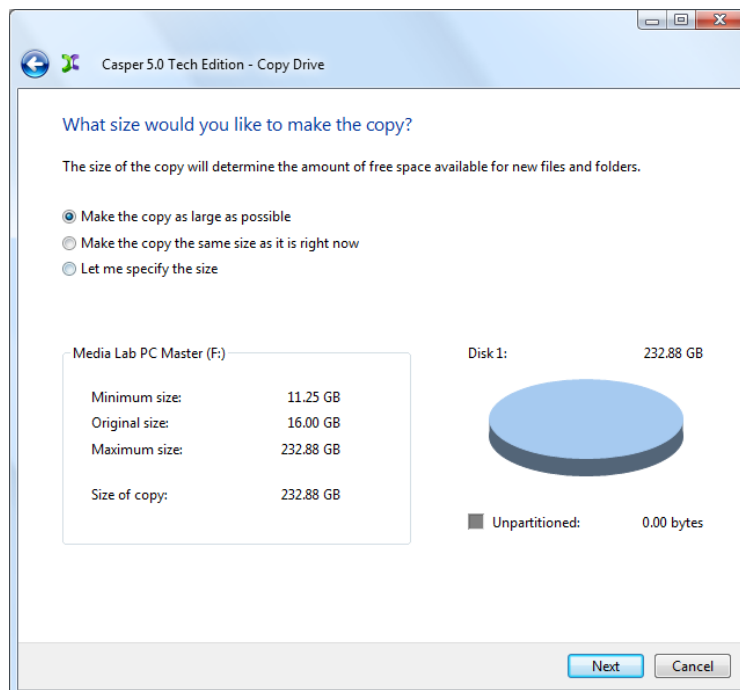 Casper 5.0 Tech Edition - Copy Drive
What size would you like to make the copy?
The size of the copy will determine the amount of free space available for new files and folders.
Make the copy as large as possible
Make the copy the same size as it is right now
Let me specify the size
Media Lab PC Master (F:)
Minimum size: 11.25 GB
Original size: 16.00 GB
Maximum size: 232.88 GB
Size of copy: 232.88 GB
Disk 1: 232.88 GB
Unpartitioned: 0.00 bytes
Next Cancel